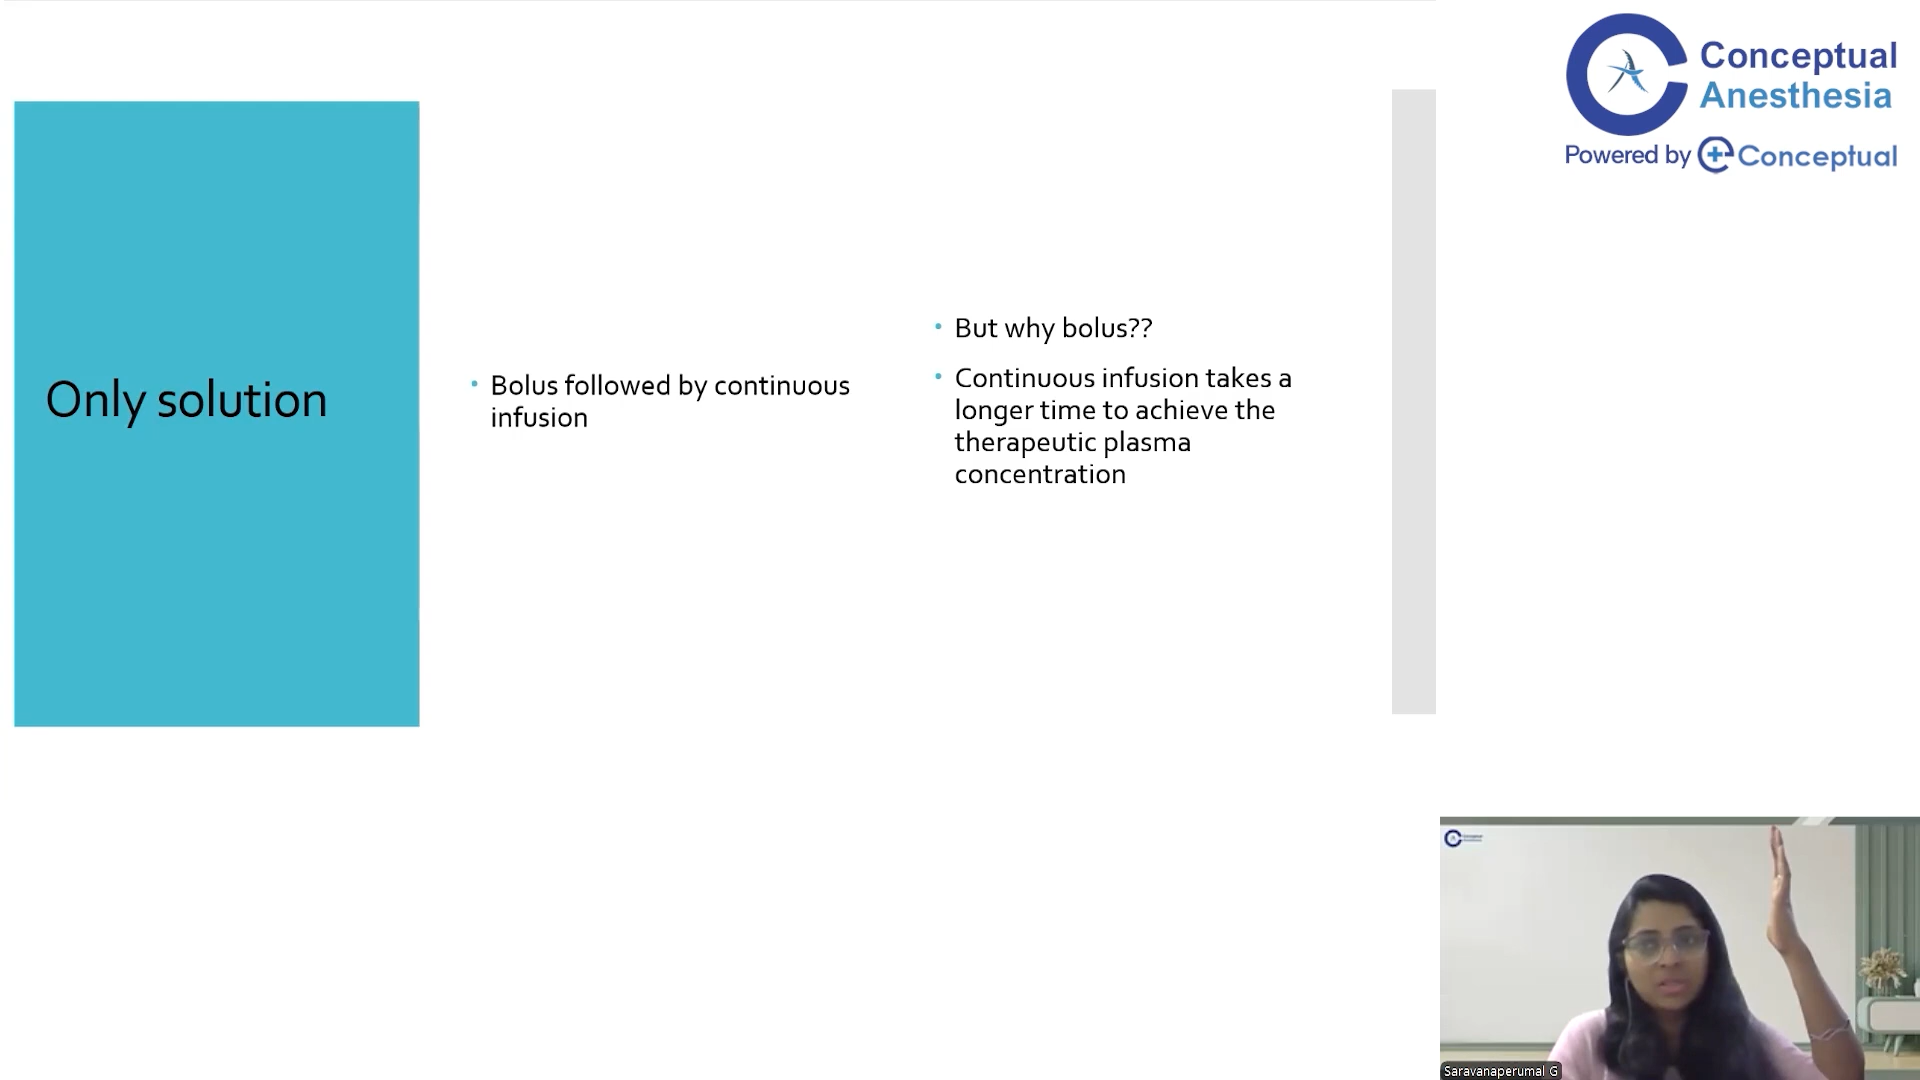 Conceptual
Anesthesia
Powered by Conceptual
Only solution
• Bolus followed by continuous
infusion
• But why bolus??
• Continuous infusion takes a
longer time to achieve the
therapeutic plasma
concentration
Saravanaperumal G